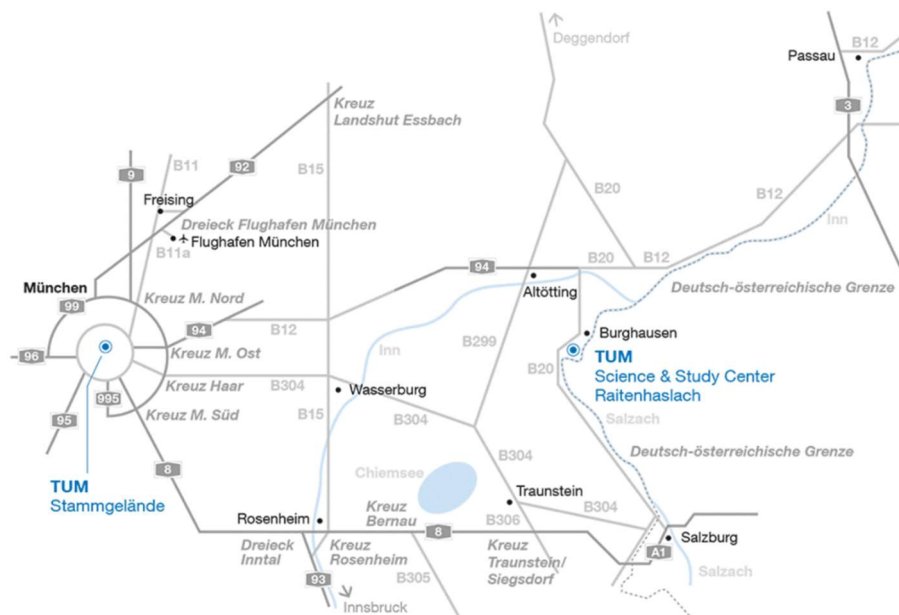 Deggendorf
B12
Passau
3
Kreuz
Landshut Essbach
9
B11
92
B15
B20
B12
Freising
Inn
Dreieck Flughafen München
Flughafen München
B11a
94
B20
B12
Altötting
München
Kreuz M. Nord
Deutsch-österreichische Grenze
99
94
B12
Burghausen
Inn
B299
96
Kreuz M. Ost
TUM
Science & Study Center
Raitenhaslach
B20
Kreuz Haar
B304
Wasserburg
995
Kreuz M. Süd
B15
B304
Salzach
95
Deutsch-österreichische Grenze
B304
8
Chiemsee
TUM
Stammgelände
Traunstein
B304
Rosenheim
Kreuz
Bernau
8
B306
Salzburg
Dreieck
Inntal
Kreuz
Rosenheim
Kreuz
Traunstein/
Siegsdorf
A1
93
B305
Salzach
Innsbruck